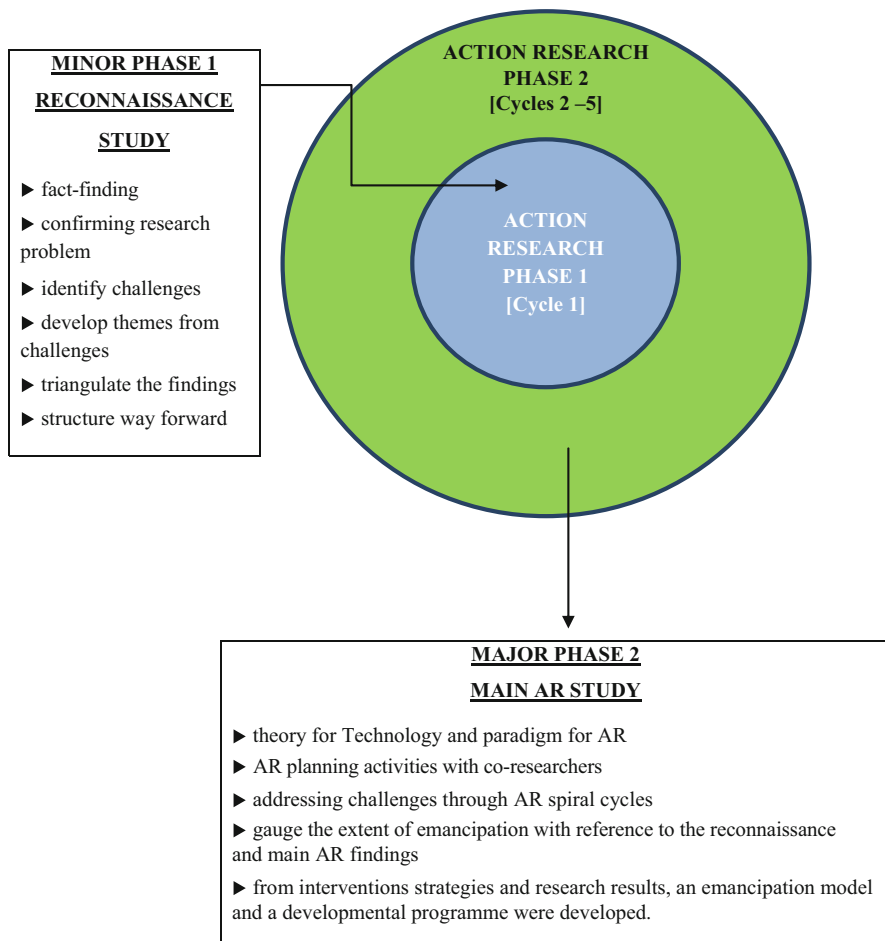 MINOR PHASE 1
RECONNAISSANCE
STUDY
▶ fact-finding
▶ confirming research
problem
▶ identify challenges
▶ develop themes from
challenges
▶ triangulate the findings
▶ structure way forward
ACTION RESEARCH
PHASE 2
[Cycles 2 –5]
ACTION
RESEARCH
PHASE 1
[Cycle 1]
MAJOR PHASE 2
MAIN AR STUDY
▶ theory for Technology and paradigm for AR
▶ AR planning activities with co-researchers
▶ addressing challenges through AR spiral cycles
▶ gauge the extent of emancipation with reference to the reconnaissance
and main AR findings
▶ from interventions strategies and research results, an emancipation model
and a developmental programme were developed.